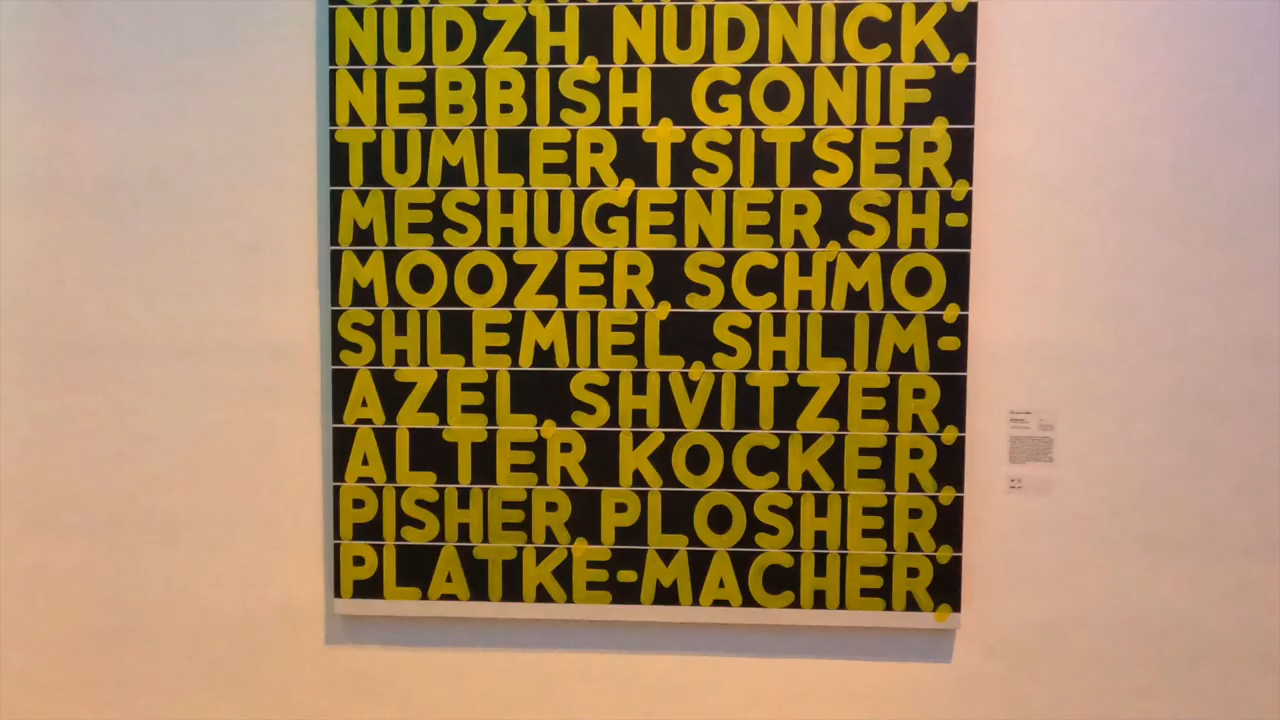 NUDZH, NUDNICK,
NEBBISH, GONIF,
TUMLER, TSITSER,
MESHUGENER, SH-
MOOZER, SCHMO,
SHLEMIEL, SHLIM-
AZEL, SHVITZER,
ALTER KOCKER,
PISHER, PLOSHER,
PLATKE-MACHER,